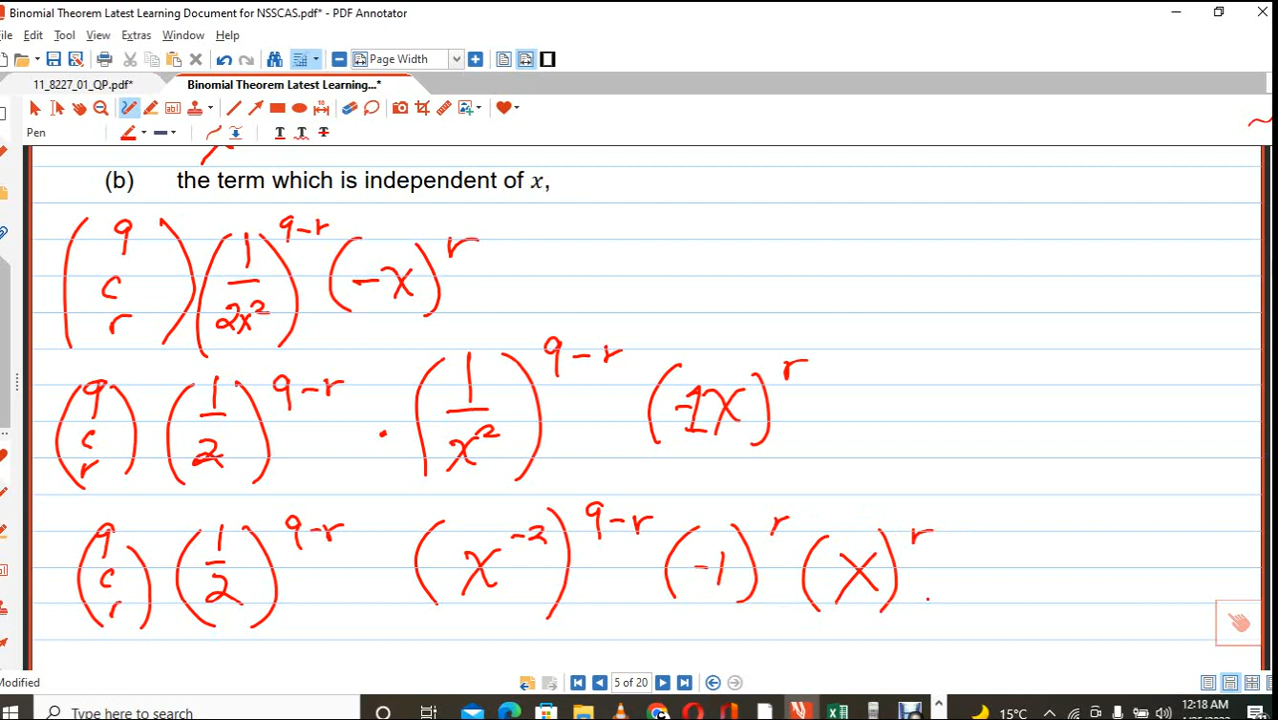 Binomial Theorem Latest Learning Document for NSSCAS.pdf* - PDF Annotator
ile Edit Tool View Extras Window Help
Page Width
11_8227_01_QP.pdf* Binomial Theorem Latest Learning...*
Pen
(b) the term which is independent of x,
(9 c r) (1/2x²)^(9-r) (-x)^r
(9 c r) (1/2)^(9-r) . (1/x²)^(9-r) (-1x)^r
(9 c r) (1/2)^(9-r) (x^-2)^(9-r) (-1)^r (x)^r
Modified 5 of 20
Type here to search 15°C 12:18 AM